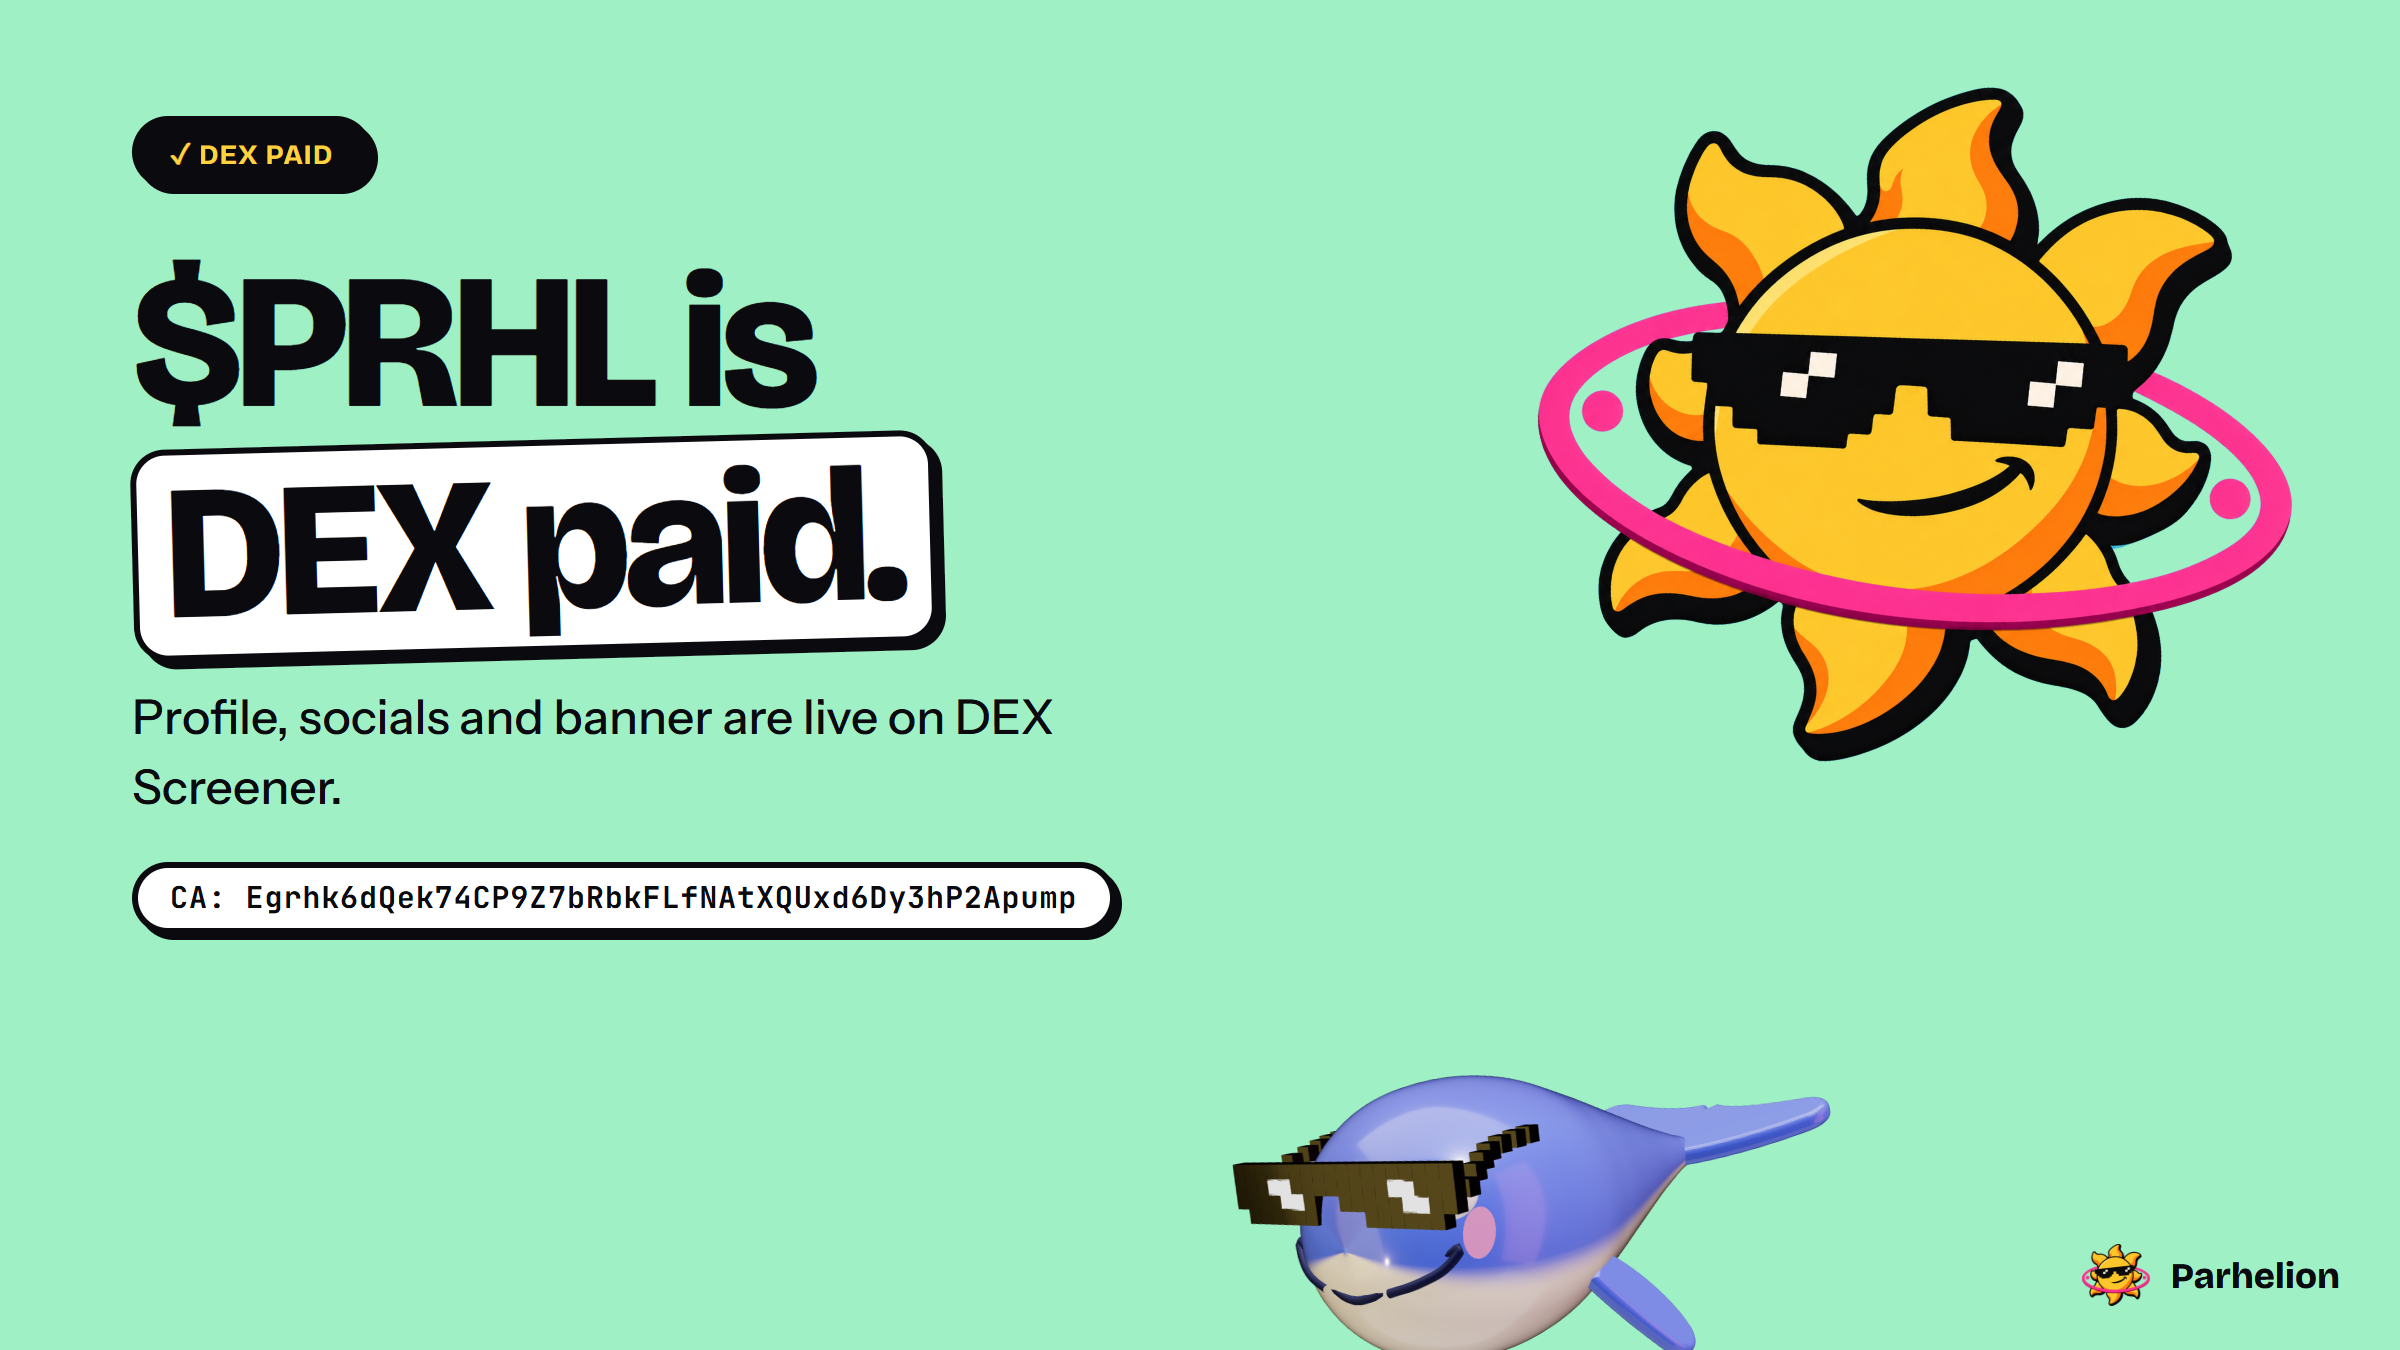 ✓ DEX PAID
$PRHL is
DEX paid.
Profile, socials and banner are live on DEX
Screener.
CA: Egrhk6dQek74CP9Z7bRbkFLfNAtXQUxd6Dy3hP2Apump
Parhelion